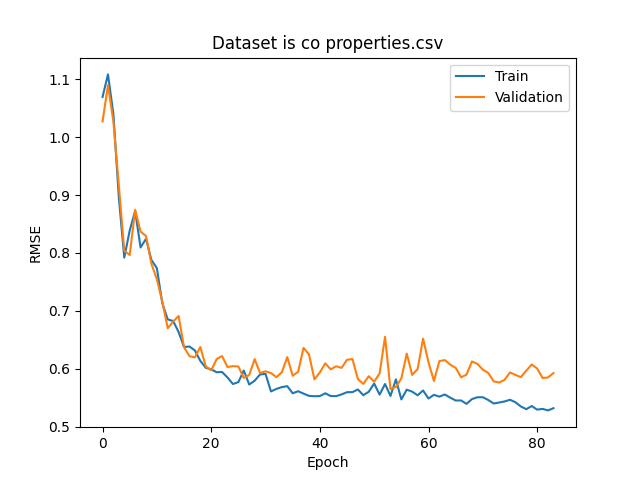 Dataset is co properties.csv
Train
Validation
1.1
1.0
0.9
0.8
0.7
0.6
0.5
RMSE
0 20 40 60 80
Epoch